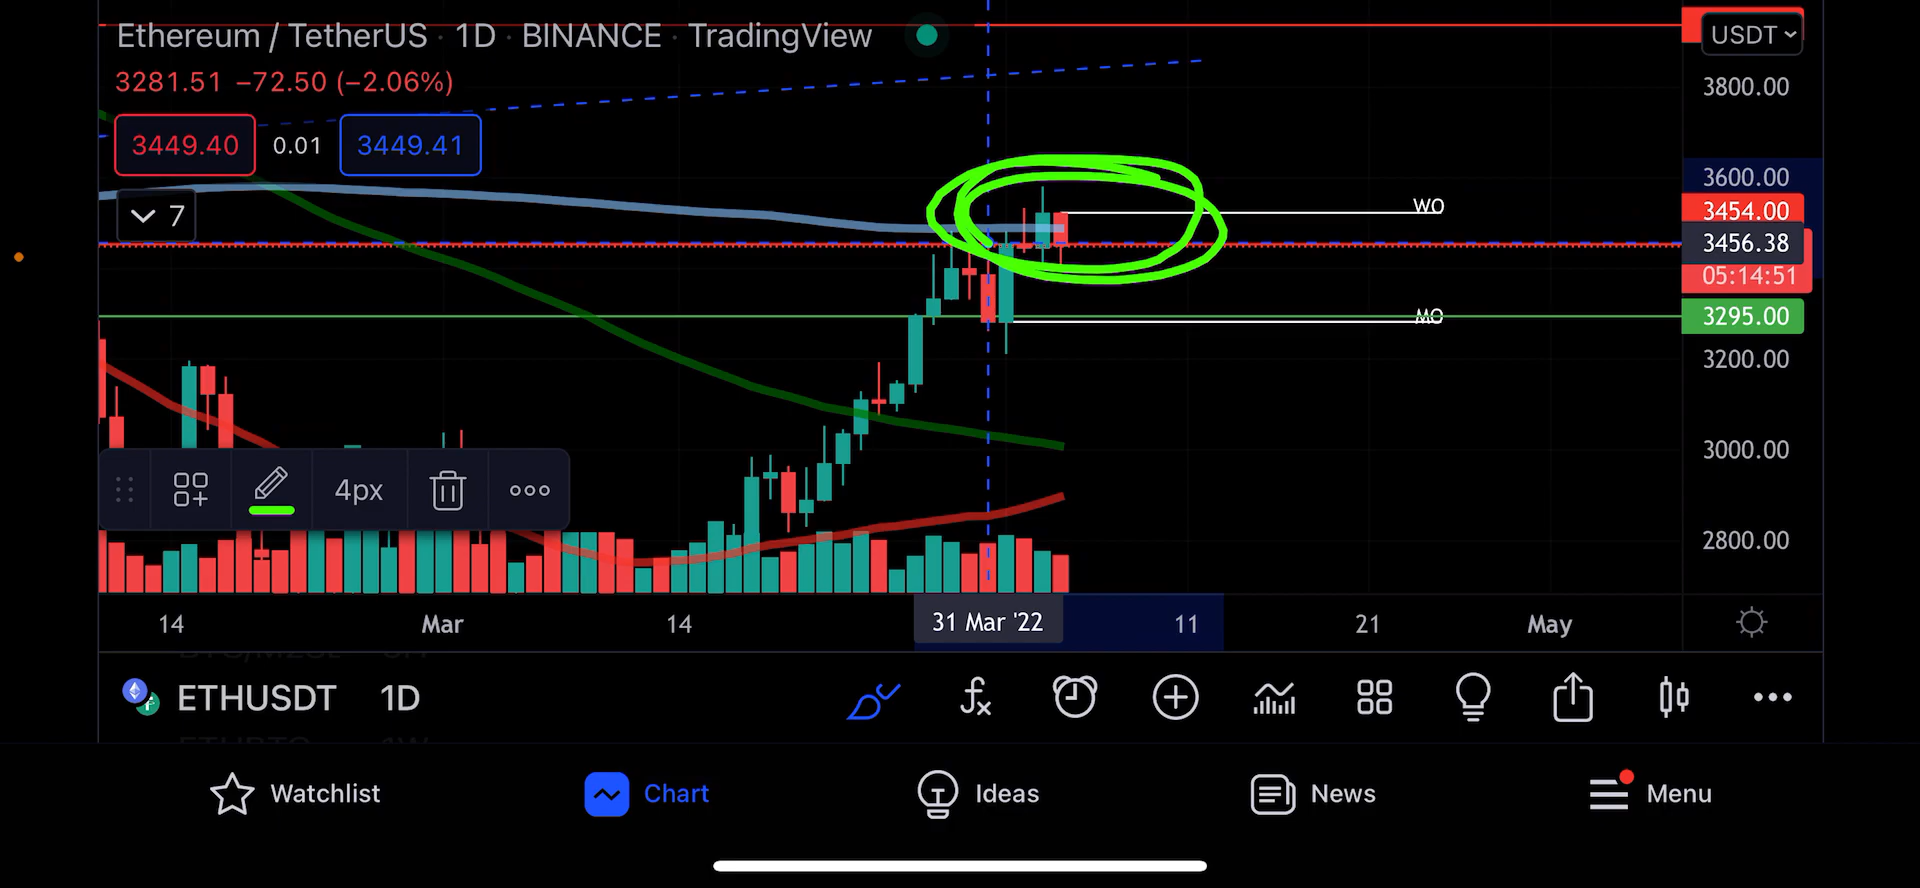 Ethereum / TetherUS · 1D · BINANCE · TradingView
USDT
3281.51 −72.50 (−2.06%)
3800.00
3449.40 0.01 3449.41
3600.00
7
WO
3454.00
3456.38
05:14:51
MO
3295.00
3200.00
3000.00
4px
2800.00
14 Mar 14 31 Mar '22 11 21 May
ETHUSDT 1D
Watchlist Chart Ideas News Menu